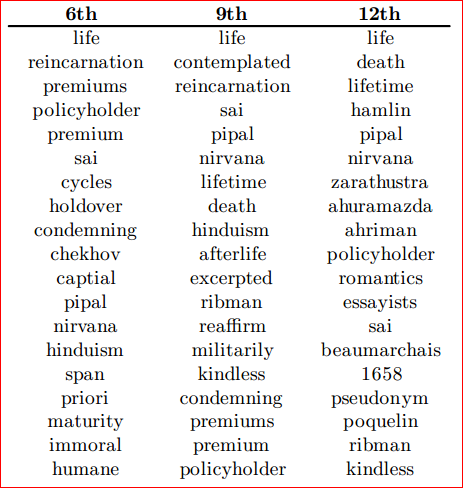 6th 9th 12th
life life life
reincarnation contemplated death
premiums reincarnation lifetime
policyholder sai hamlin
premium pipal pipal
sai nirvana nirvana
cycles lifetime zarathustra
holdover death ahuramazda
condemning hinduism ahriman
chekhov afterlife policyholder
captial excerpted romantics
pipal ribman essayists
nirvana reaffirm sai
hinduism militarily beaumarchais
span kindless 1658
priori condemning pseudonym
maturity premiums poquelin
immoral premium ribman
humane policyholder kindless